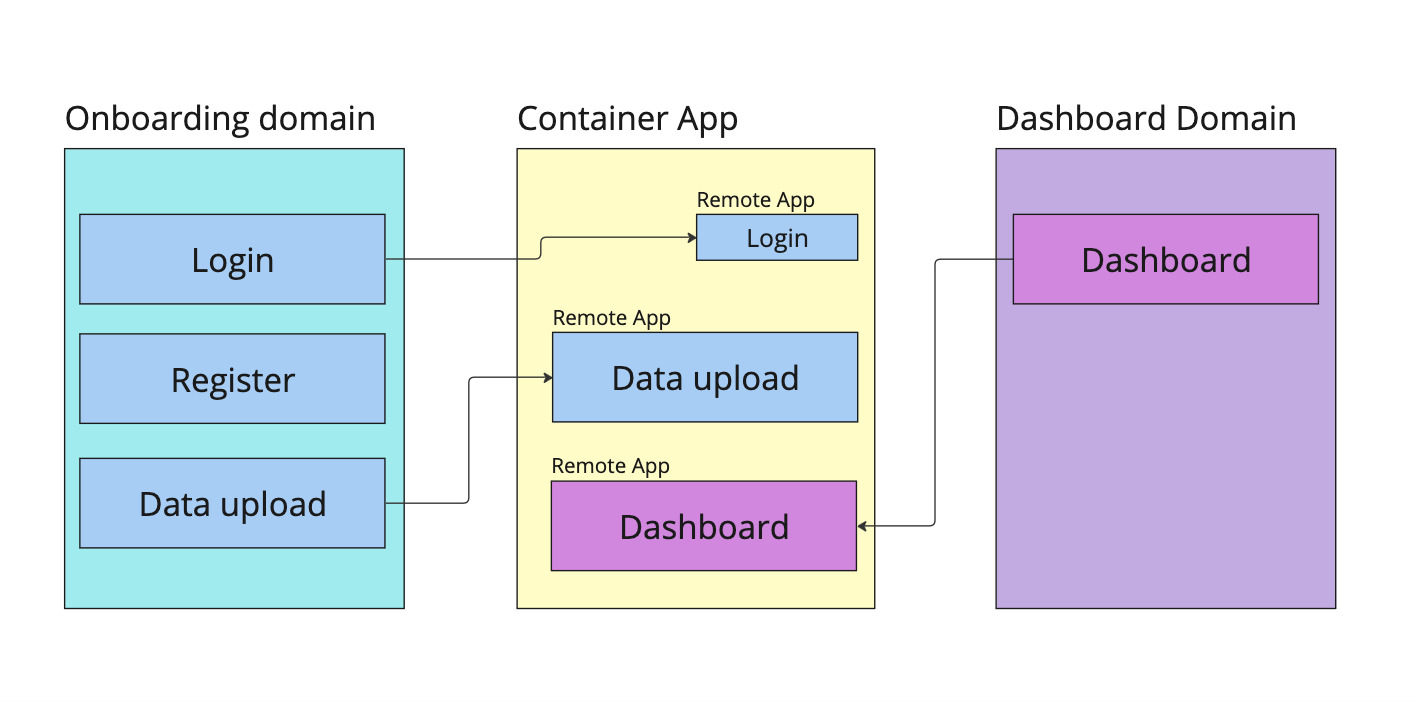 Onboarding domain
Login
Register
Data upload
Container App
Remote App
Login
Remote App
Data upload
Remote App
Dashboard
Dashboard Domain
Dashboard